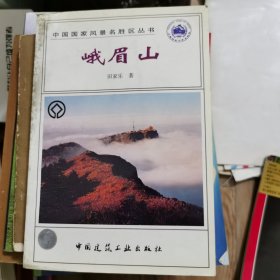 中国国家风景名胜区丛书
峨眉山
田家乐 著
中国建筑工业出版社